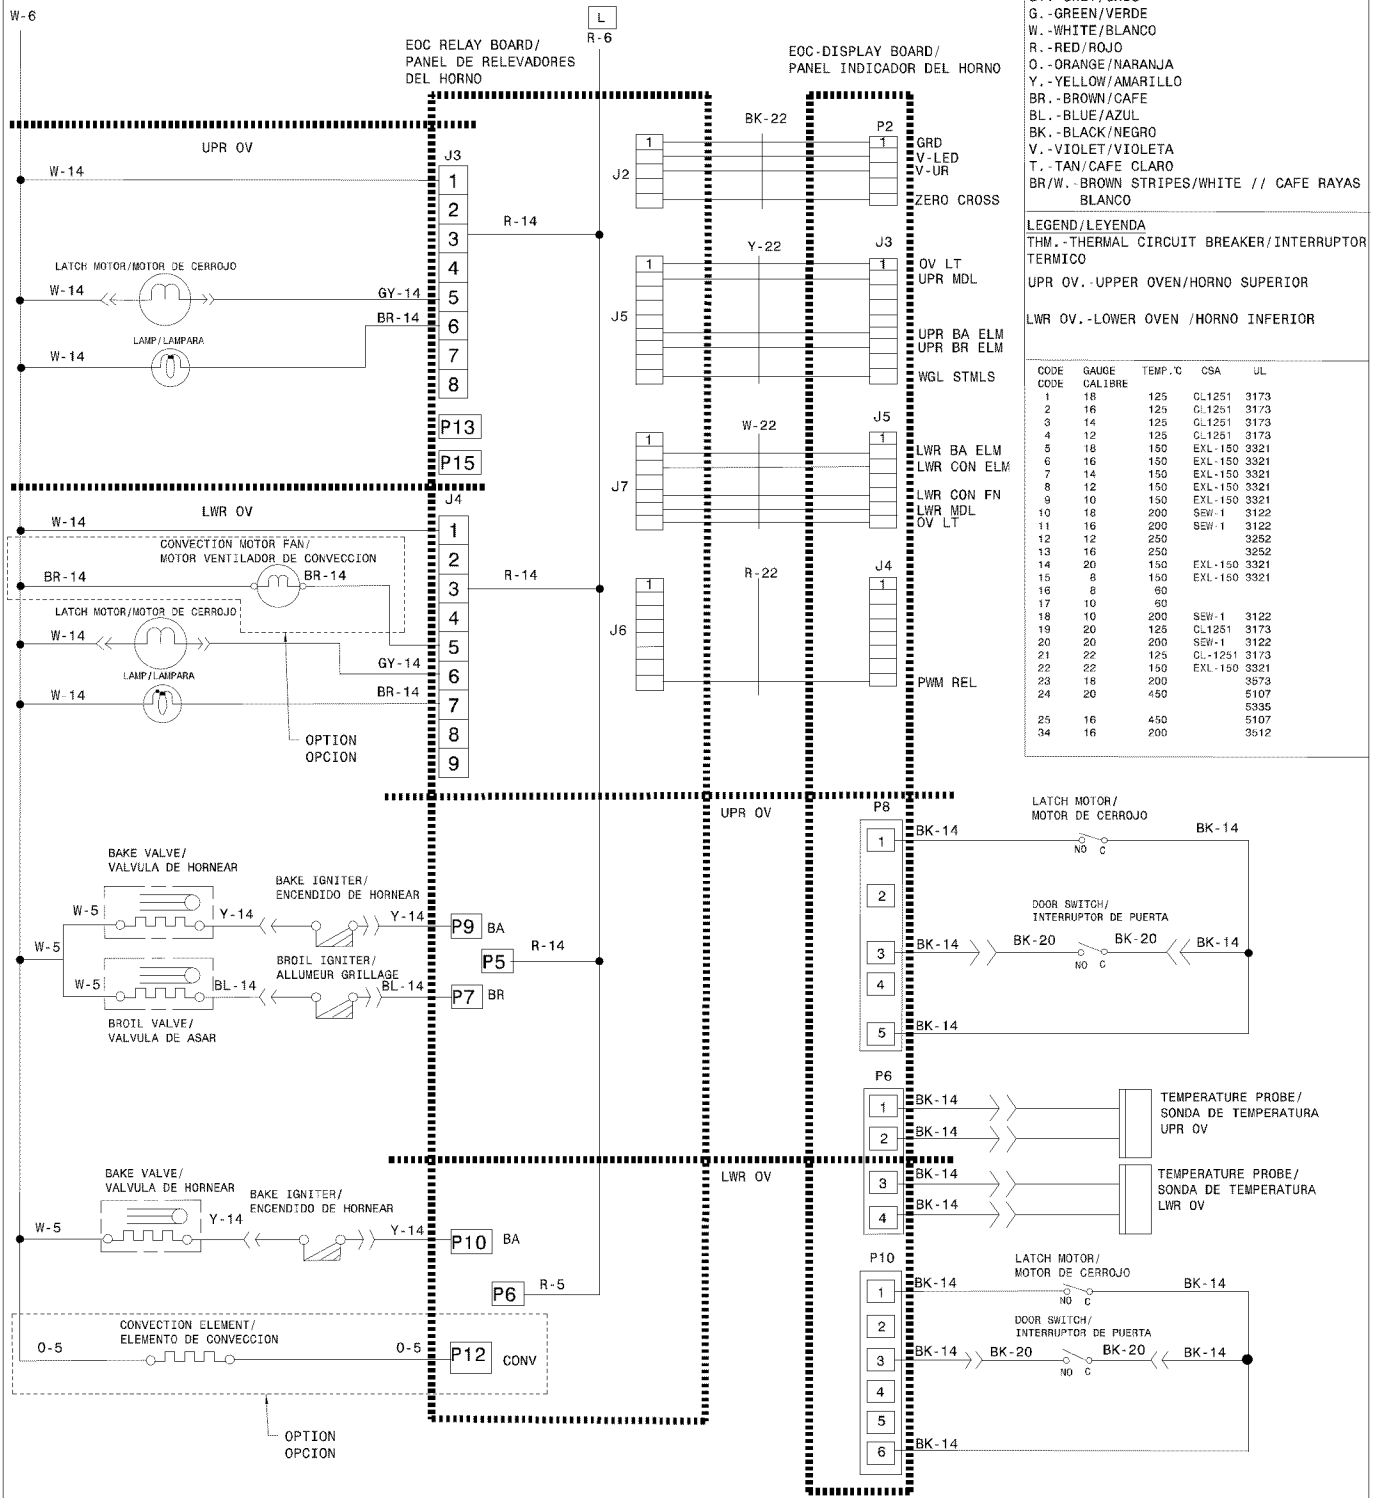 W-6
L
R-6
EOC RELAY BOARD/
PANEL DE RELEVADORES
DEL HORNO
EOC-DISPLAY BOARD/
PANEL INDICADOR DEL HORNO
G.-GREEN/VERDE
W.-WHITE/BLANCO
R.-RED/ROJO
O.-ORANGE/NARANJA
Y.-YELLOW/AMARILLO
BR.-BROWN/CAFE
BL.-BLUE/AZUL
BK.-BLACK/NEGRO
V.-VIOLET/VIOLETA
T.-TAN/CAFE CLARO
BR/W.-BROWN STRIPES/WHITE // CAFE RAYAS
BLANCO
LEGEND/LEYENDA
THM.-THERMAL CIRCUIT BREAKER/INTERRUPTOR
TERMICO
UPR OV.-UPPER OVEN/HORNO SUPERIOR
LWR OV.-LOWER OVEN /HORNO INFERIOR
CODE GAUGE TEMP.°C CSA UL
CODE CALIBRE
1 18 125 CL1251 3173
2 16 125 CL1251 3173
3 14 125 CL1251 3173
4 12 125 CL1251 3173
5 18 150 EXL-150 3321
6 16 150 EXL-150 3321
7 14 150 EXL-150 3321
8 12 150 EXL-150 3321
9 10 150 EXL-150 3321
10 18 200 SEW-1 3122
11 16 200 SEW-1 3122
12 12 250 3252
13 16 250 3252
14 20 150 EXL-150 3321
15 8 150 EXL-150 3321
16 8 60
17 10 60
18 10 200 SEW-1 3122
19 20 125 CL1251 3173
20 20 200 SEW-1 3122
21 22 125 CL-1251 3173
22 22 150 EXL-150 3321
23 18 200 3573
24 20 450 5107
5335
25 16 450 5107
34 16 200 3512
UPR OV
J3
W-14
1
2
3
4
5
6
7
8
R-14
LATCH MOTOR/MOTOR DE CERROJO
W-14
GY-14
BR-14
LAMP/LAMPARA
W-14
P13
P15
J2
1
BK-22
P2
1
GRD
V-LED
V-UR
ZERO CROSS
J5
1
Y-22
J3
1
OV LT
UPR MDL
UPR BA ELM
UPR BR ELM
WGL STMLS
J7
1
W-22
J5
1
LWR BA ELM
LWR CON ELM
LWR CON FN
LWR MDL
OV LT
J6
1
R-22
J4
1
PWM REL
LWR OV
J4
W-14
1
2
3
4
5
6
7
8
9
R-14
CONVECTION MOTOR FAN/
MOTOR VENTILADOR DE CONVECCION
BR-14
BR-14
LATCH MOTOR/MOTOR DE CERROJO
W-14
GY-14
LAMP/LAMPARA
W-14
BR-14
OPTION
OPCION
UPR OV
BAKE VALVE/
VALVULA DE HORNEAR
BAKE IGNITER/
ENCENDIDO DE HORNEAR
W-5
Y-14
Y-14
P9
BA
W-5
P5
R-14
BROIL IGNITER/
ALLUMEUR GRILLAGE
W-5
BL-14
BL-14
P7
BR
BROIL VALVE/
VALVULA DE ASAR
P8
1
2
3
4
5
BK-14
LATCH MOTOR/
MOTOR DE CERROJO
BK-14
NO C
DOOR SWITCH/
INTERRUPTOR DE PUERTA
BK-14
BK-20
BK-20
BK-14
NO C
BK-14
P6
1
2
3
4
BK-14
BK-14
TEMPERATURE PROBE/
SONDA DE TEMPERATURA
UPR OV
LWR OV
BK-14
BK-14
TEMPERATURE PROBE/
SONDA DE TEMPERATURA
LWR OV
BAKE VALVE/
VALVULA DE HORNEAR
BAKE IGNITER/
ENCENDIDO DE HORNEAR
W-5
Y-14
Y-14
P10
BA
P6
R-5
CONVECTION ELEMENT/
ELEMENTO DE CONVECCION
O-5
O-5
P12
CONV
OPTION
OPCION
P10
1
2
3
4
5
6
BK-14
LATCH MOTOR/
MOTOR DE CERROJO
BK-14
NO C
DOOR SWITCH/
INTERRUPTOR DE PUERTA
BK-14
BK-20
BK-20
BK-14
NO C
BK-14